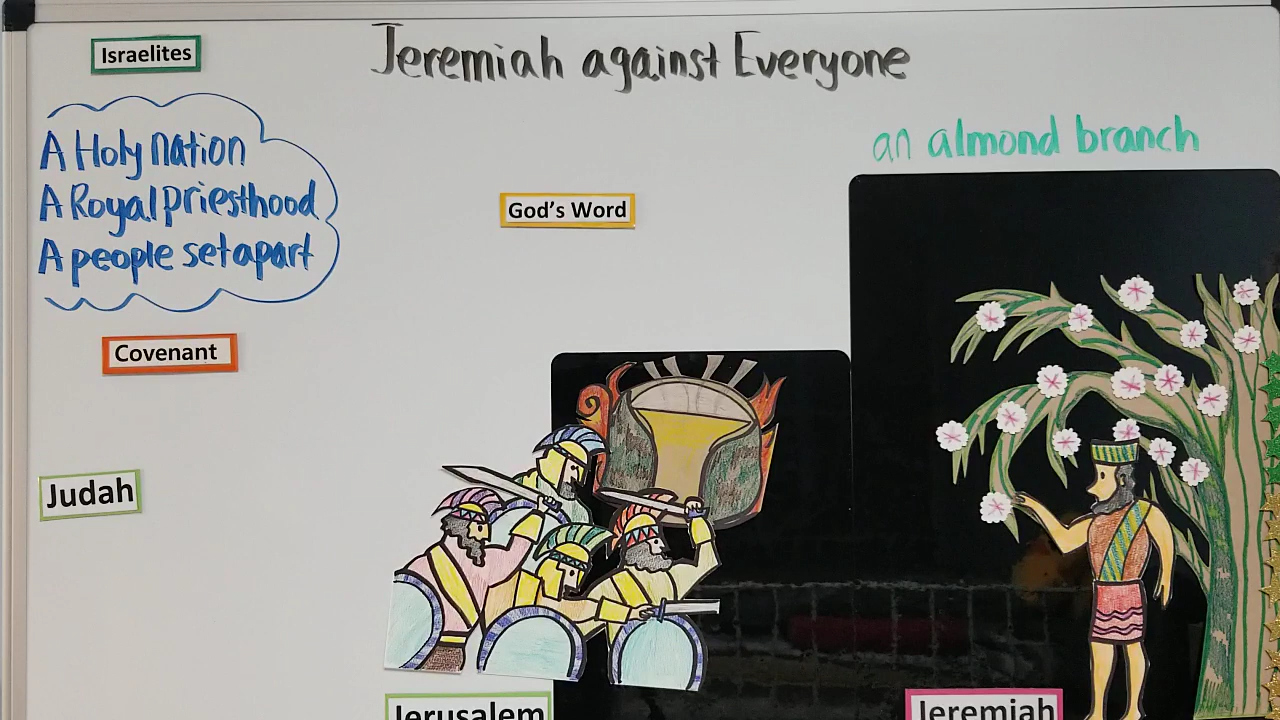 Jeremiah against Everyone
Israelites
A Holy nation
A Royal priesthood
A people set apart
an almond branch
God's Word
Covenant
Judah
Jerusalem
Jeremiah